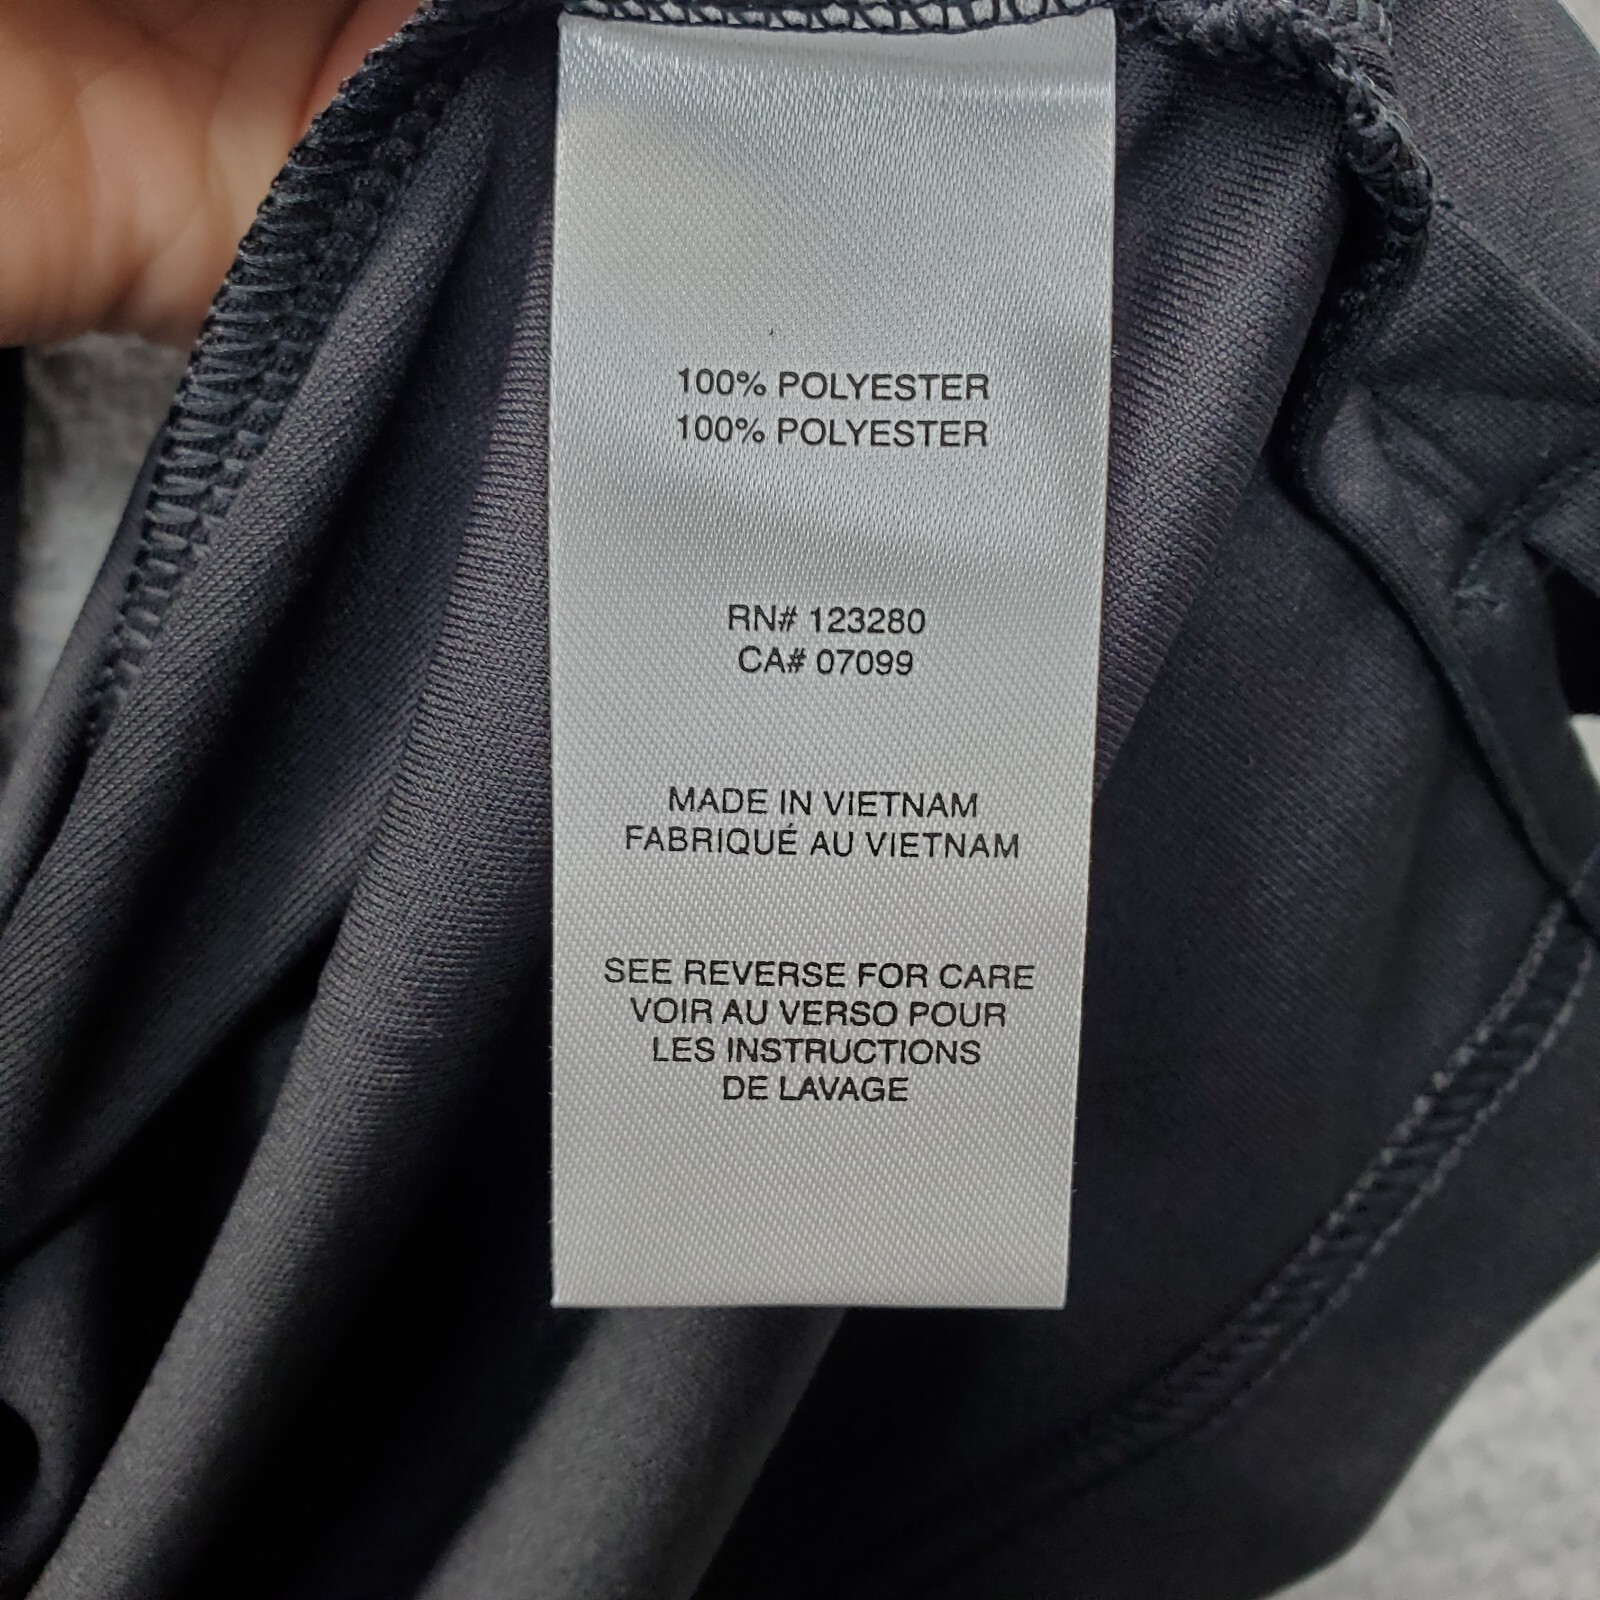 100% POLYESTER
100% POLYESTER
RN# 123280
CA# 07099
MADE IN VIETNAM
FABRIQUÉ AU VIETNAM
SEE REVERSE FOR CARE
VOIR AU VERSO POUR
LES INSTRUCTIONS
DE LAVAGE